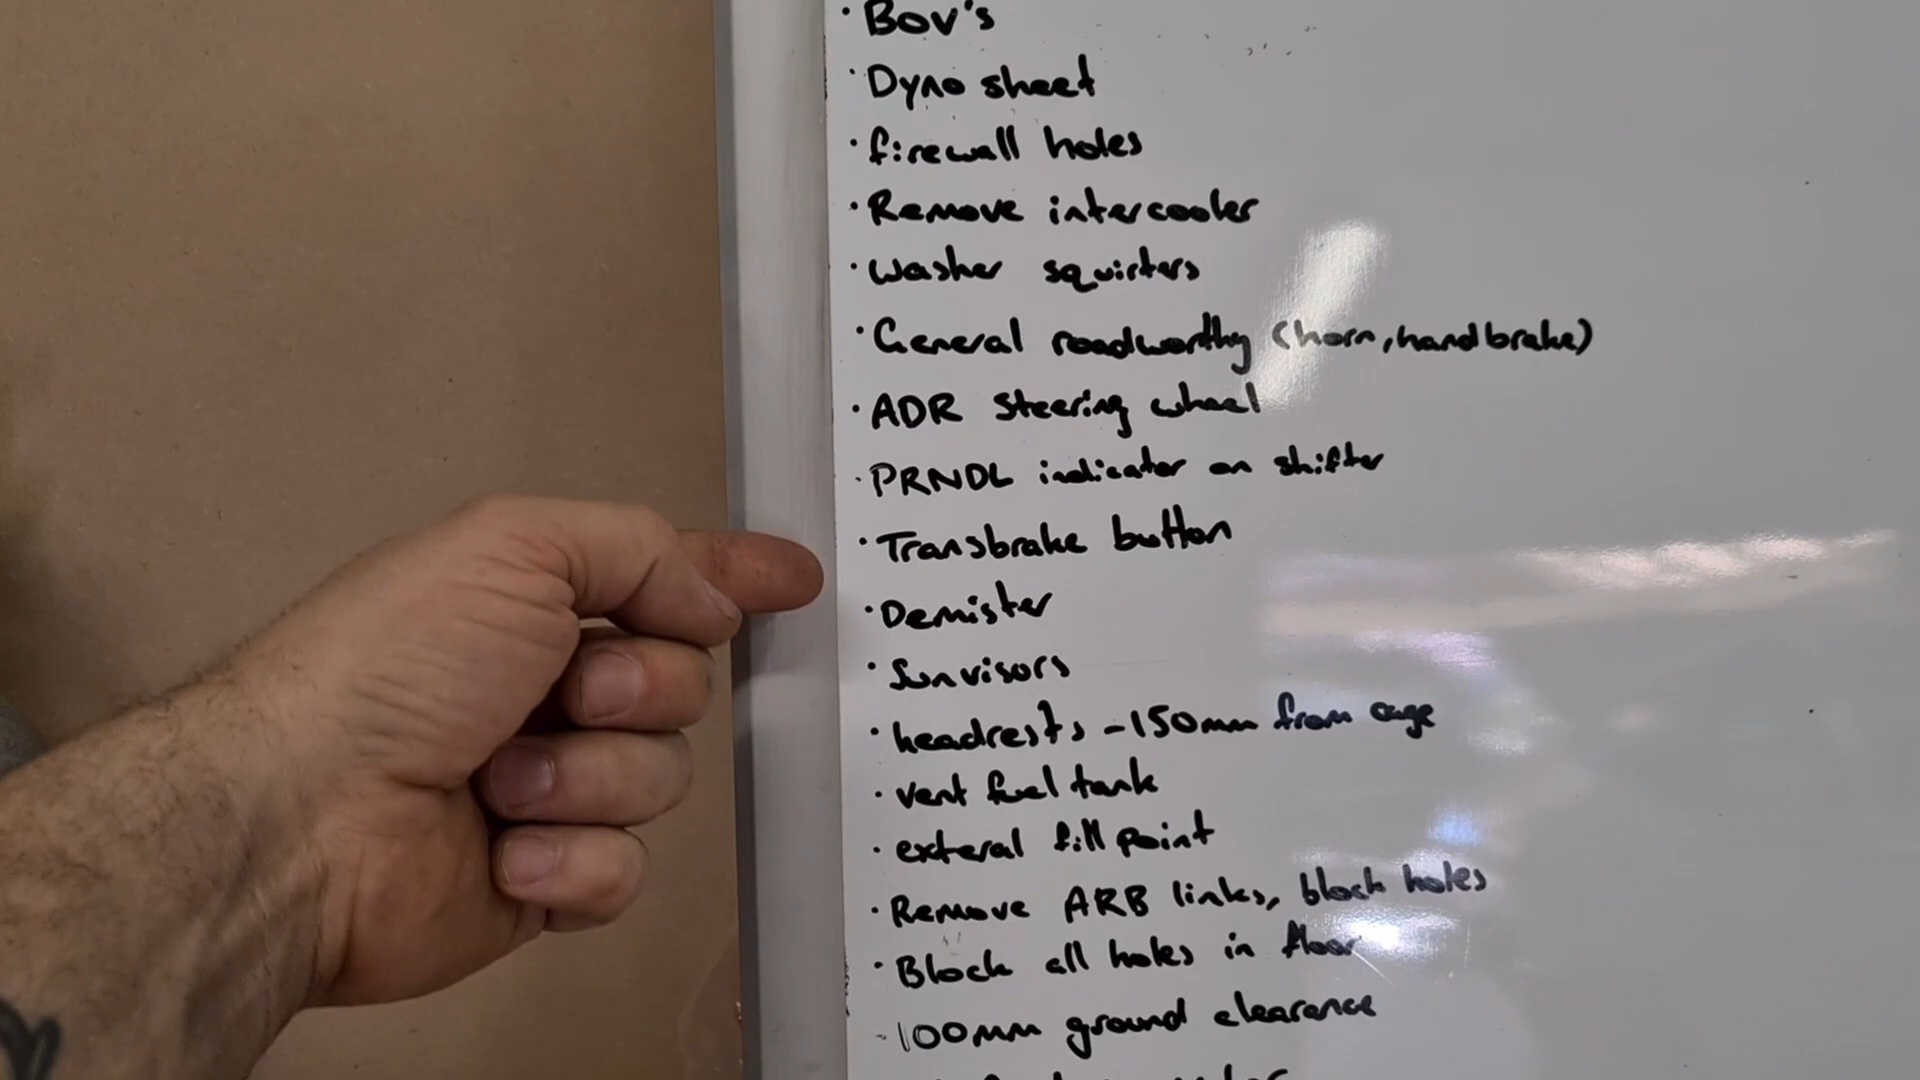 · Bov's
· Dyno sheet
· firewall holes
· Remove intercooler
· washer squirters
· General roadworthy (horn, handbrake)
· ADR Steering wheel
· PRNDL indicator on shifter
· Transbrake button
· Demister
· Sunvisors
· headrests - 150mm from cage
· vent fuel tank
· exteral fill point
· Remove ARB links, block holes
· Block all holes in floor
- 100mm ground clearance